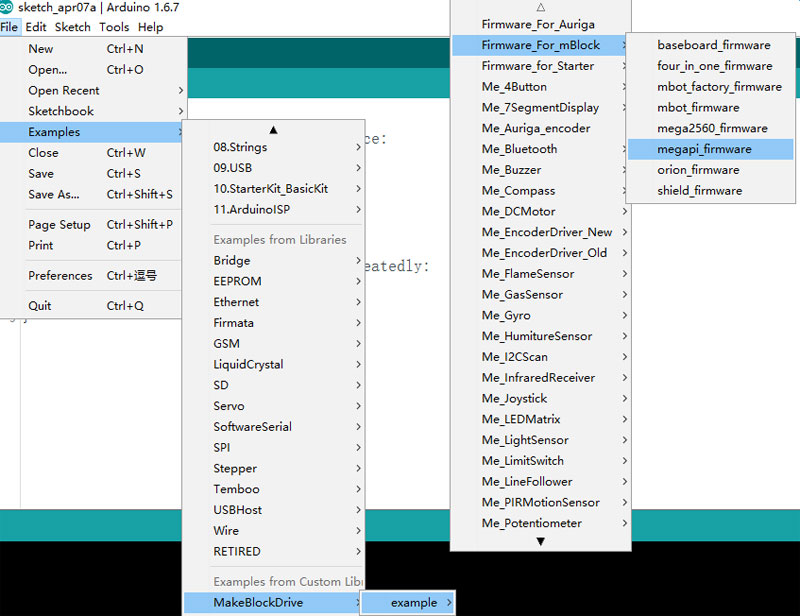 sketch_apr07a | Arduino 1.6.7
File Edit Sketch Tools Help
New Ctrl+N
Open... Ctrl+O
Open Recent
Sketchbook
Examples
Close Ctrl+W
Save Ctrl+S
Save As... Ctrl+Shift+S
Page Setup Ctrl+Shift+P
Print Ctrl+P
Preferences Ctrl+逗号
Quit Ctrl+Q
ce:
eatedly:
08.Strings
09.USB
10.StarterKit_BasicKit
11.ArduinoISP
Examples from Libraries
Bridge
EEPROM
Ethernet
Firmata
GSM
LiquidCrystal
SD
Servo
SoftwareSerial
SPI
Stepper
Temboo
USBHost
Wire
RETIRED
Examples from Custom Lib
MakeBlockDrive
example
Firmware_For_Auriga
Firmware_For_mBlock
Firmware_for_Starter
Me_4Button
Me_7SegmentDisplay
Me_Auriga_encoder
Me_Bluetooth
Me_Buzzer
Me_Compass
Me_DCMotor
Me_EncoderDriver_New
Me_EncoderDriver_Old
Me_FlameSensor
Me_GasSensor
Me_Gyro
Me_HumitureSensor
Me_I2CScan
Me_InfraredReceiver
Me_Joystick
Me_LEDMatrix
Me_LightSensor
Me_LimitSwitch
Me_LineFollower
Me_PIRMotionSensor
Me_Potentiometer
baseboard_firmware
four_in_one_firmware
mbot_factory_firmware
mbot_firmware
mega2560_firmware
megapi_firmware
orion_firmware
shield_firmware